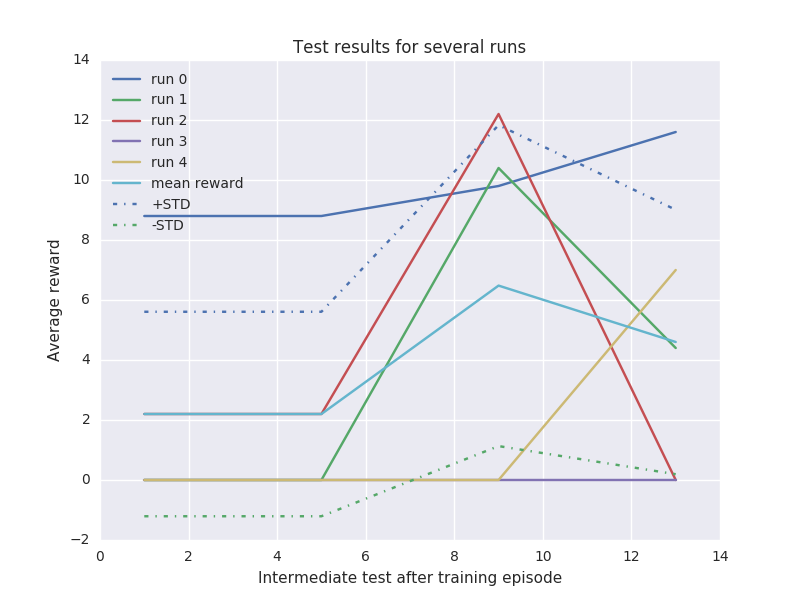 Test results for several runs
14
12
10
8
6
4
2
0
−2
run 0
run 1
run 2
run 3
run 4
mean reward
+STD
-STD
Average reward
0 2 4 6 8 10 12 14
Intermediate test after training episode